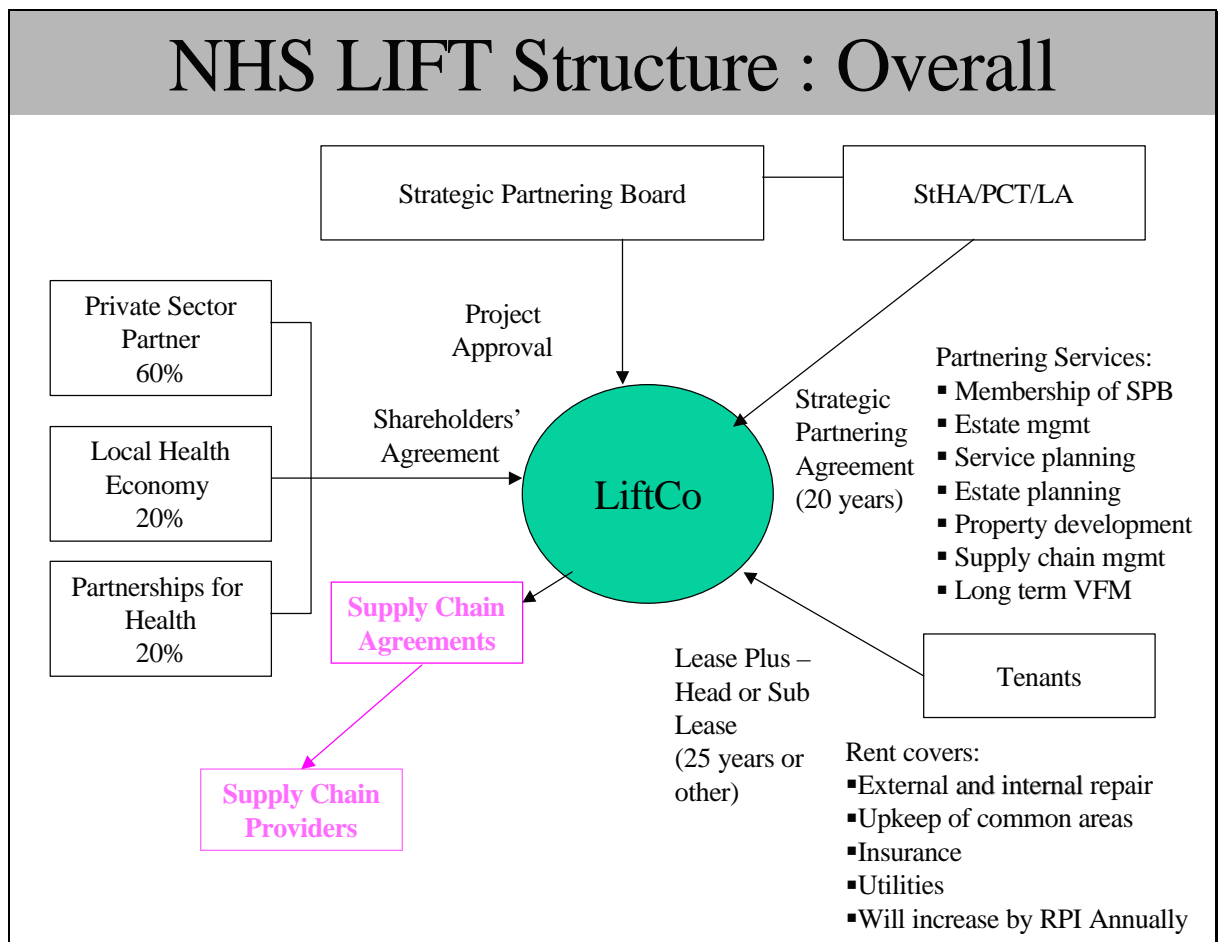 NHS LIFT Structure : Overall
Strategic Partnering Board
StHA/PCT/LA
Private Sector
Partner
60%
Project
Approval
Partnering Services:
▪ Membership of SPB
▪ Estate mgmt
▪ Service planning
▪ Estate planning
▪ Property development
▪ Supply chain mgmt
▪ Long term VFM
Strategic
Partnering
Agreement
(20 years)
Shareholders’
Agreement
Local Health
Economy
20%
LiftCo
Partnerships for
Health
20%
Supply Chain
Agreements
Lease Plus –
Head or Sub
Lease
(25 years or
other)
Tenants
Supply Chain
Providers
Rent covers:
▪External and internal repair
▪Upkeep of common areas
▪Insurance
▪Utilities
▪Will increase by RPI Annually